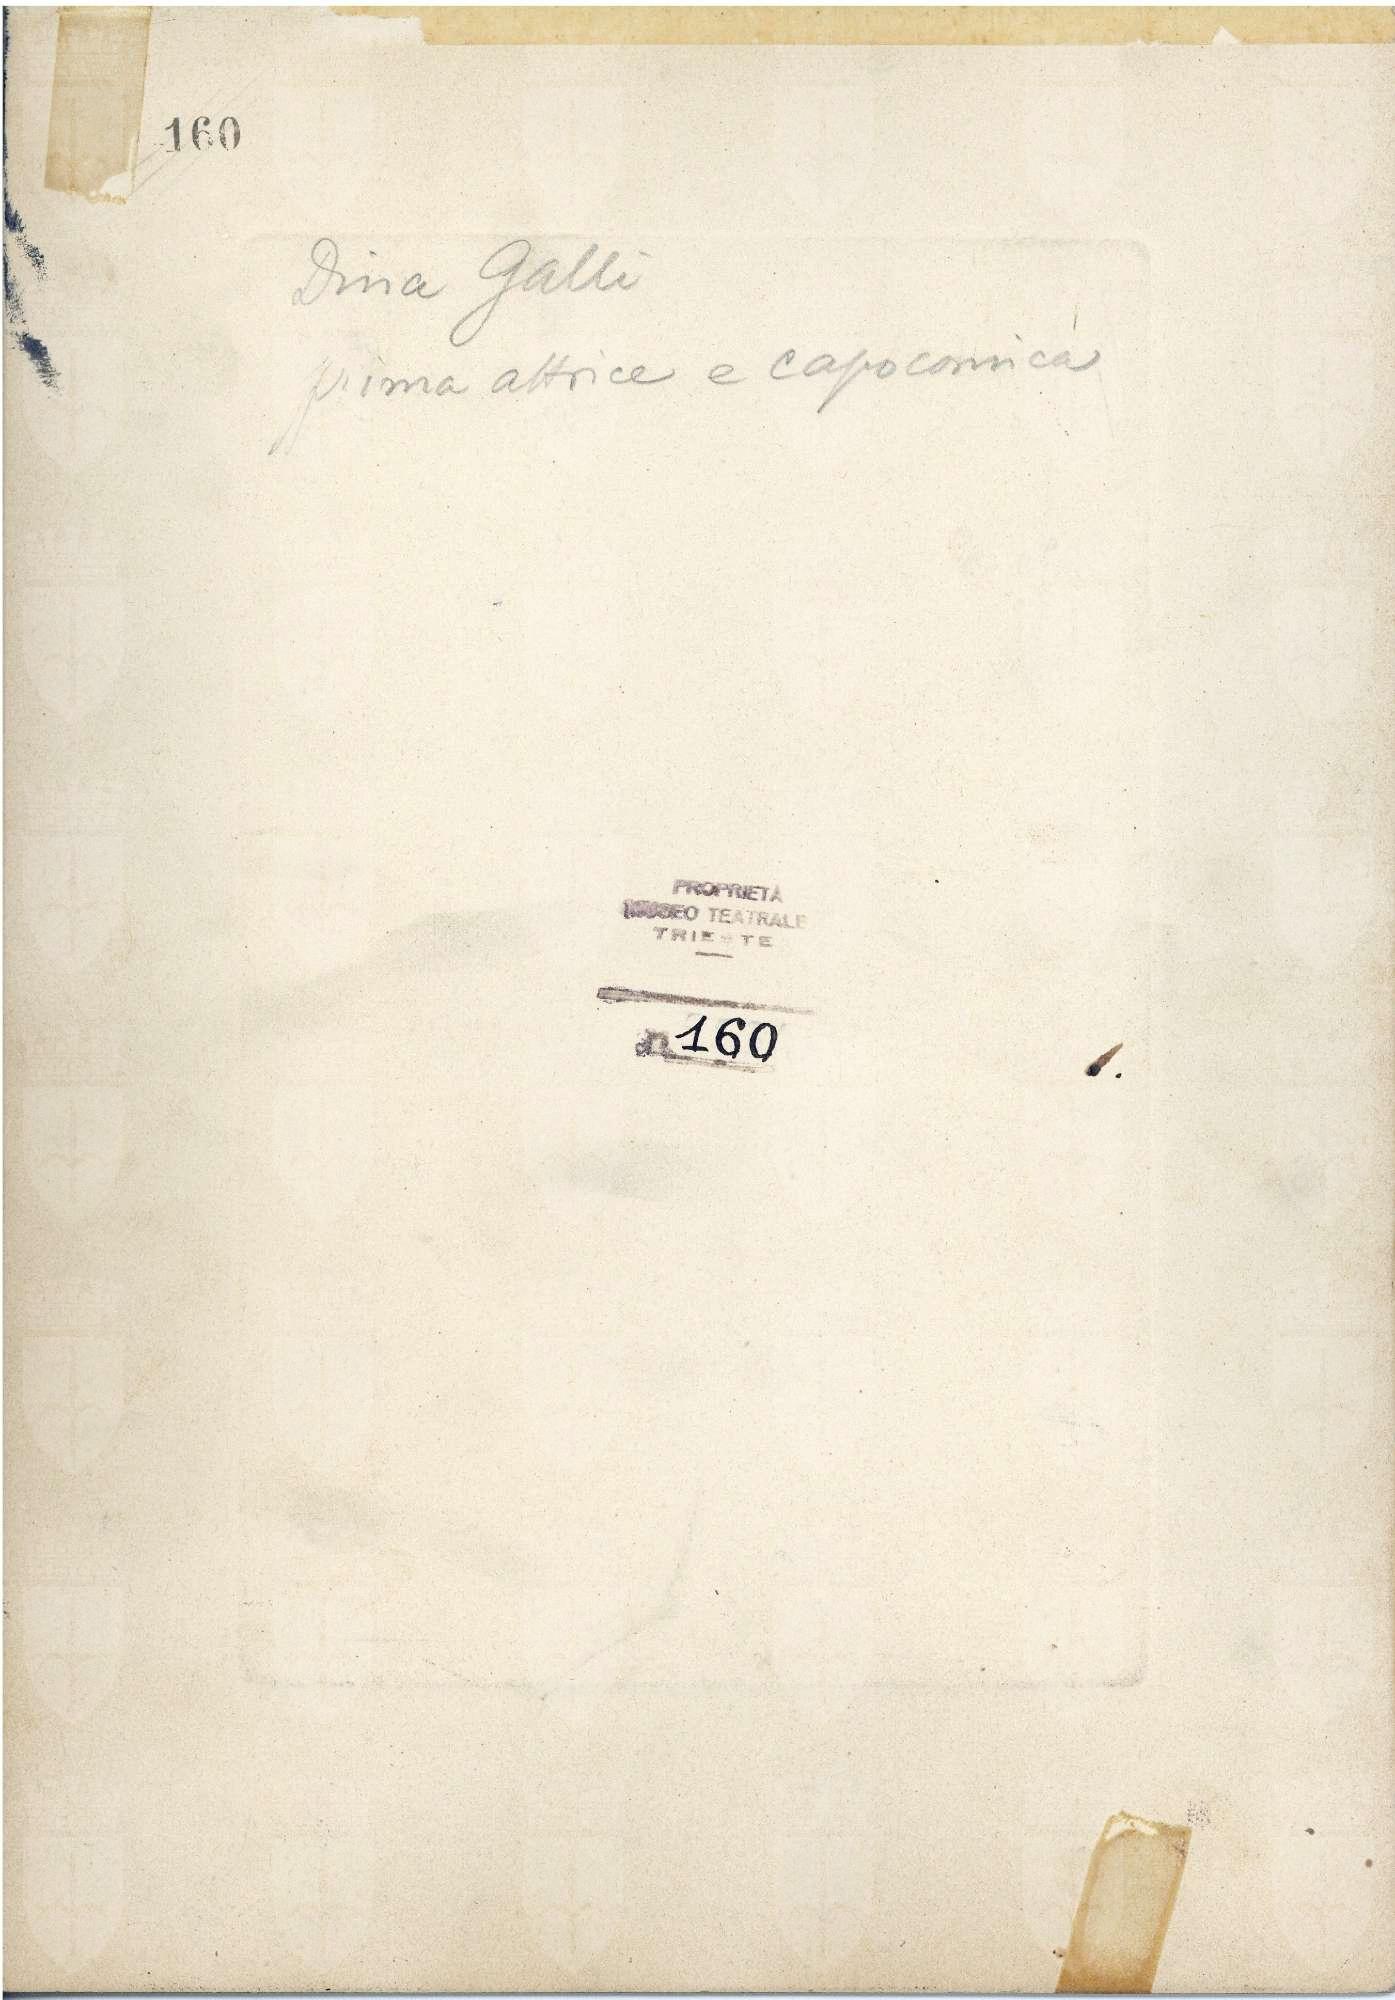 160
Dina Galli
prima attrice e capocomica
PROPRIETÀ
MUSEO TEATRALE
TRIESTE
n 160